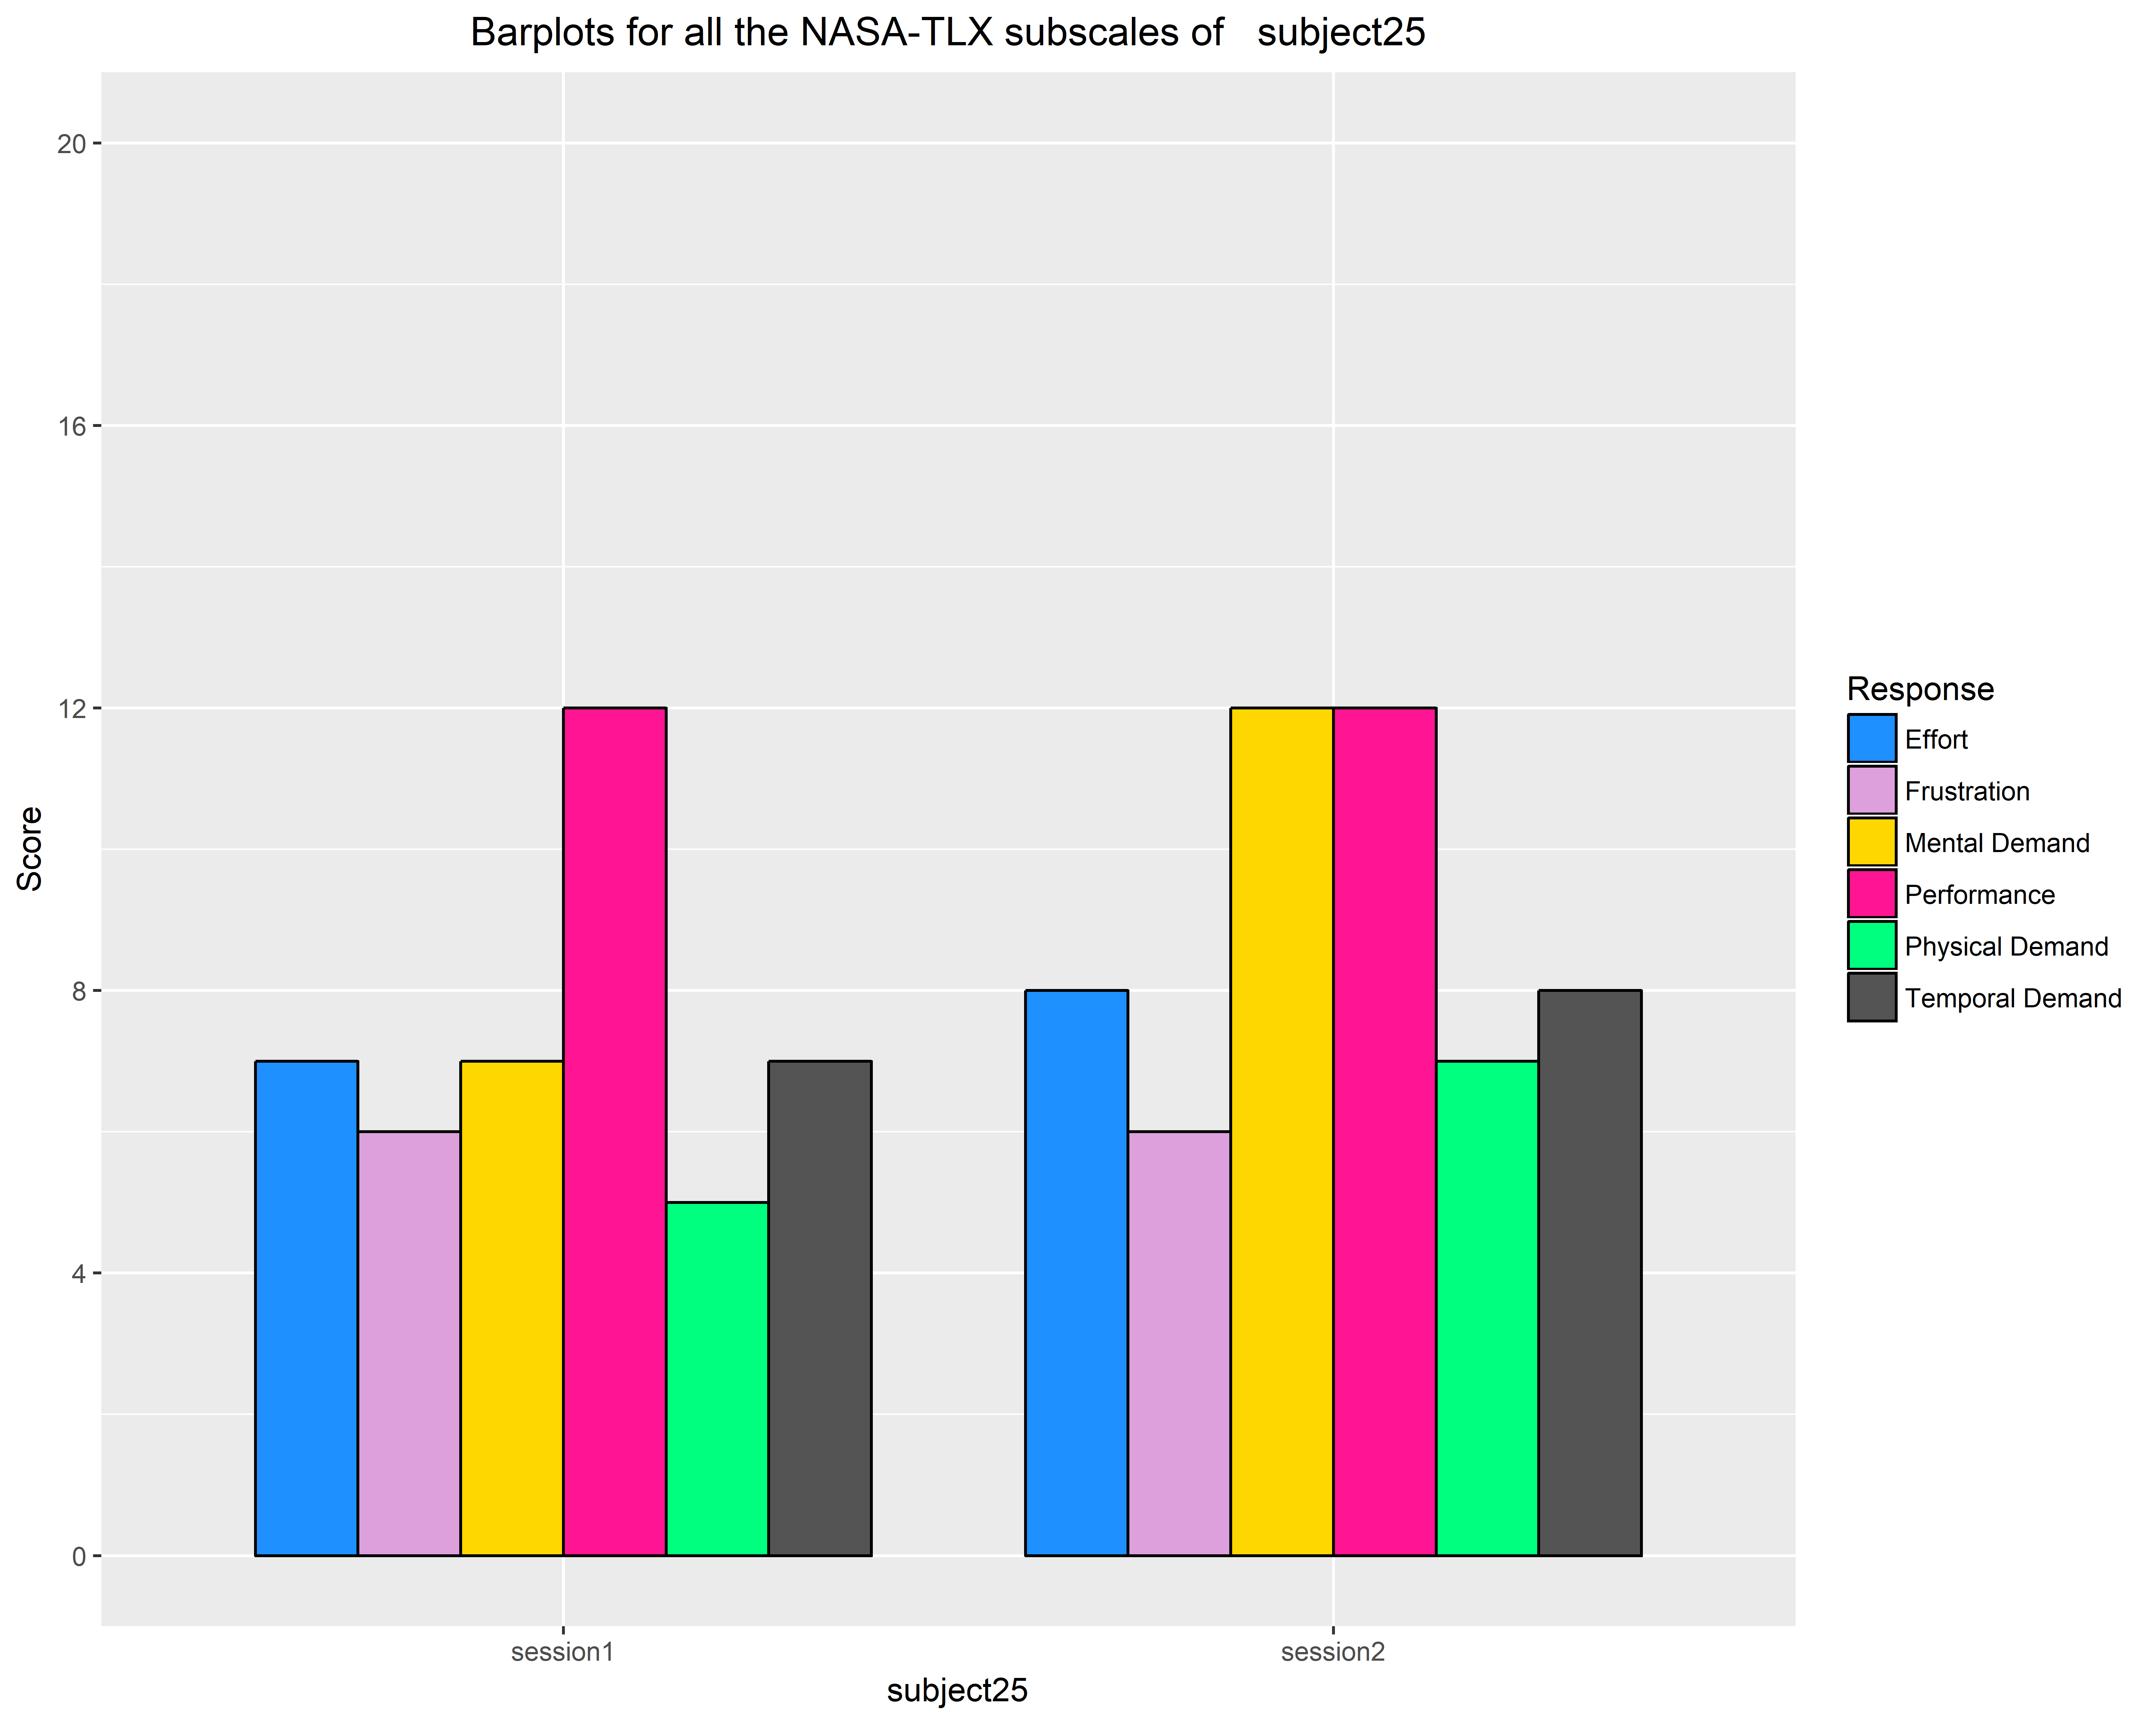 Barplots for all the NASA-TLX subscales of   subject25
20
16
12
8
4
0
Score
session1
session2
subject25
Response
Effort
Frustration
Mental Demand
Performance
Physical Demand
Temporal Demand